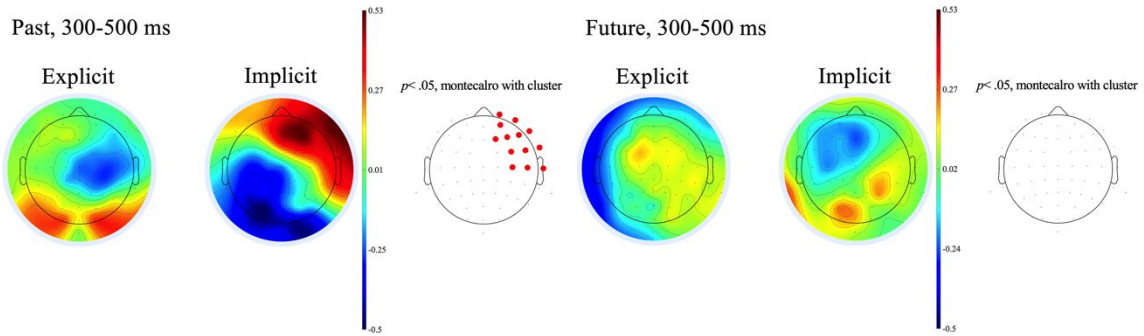 Past, 300-500 ms
Explicit
Implicit
0.53
0.27
0.01
-0.25
-0.5
p< .05, montecalro with cluster
Future, 300-500 ms
Explicit
Implicit
0.53
0.27
0.02
-0.24
-0.5
p< .05, montecalro with cluster